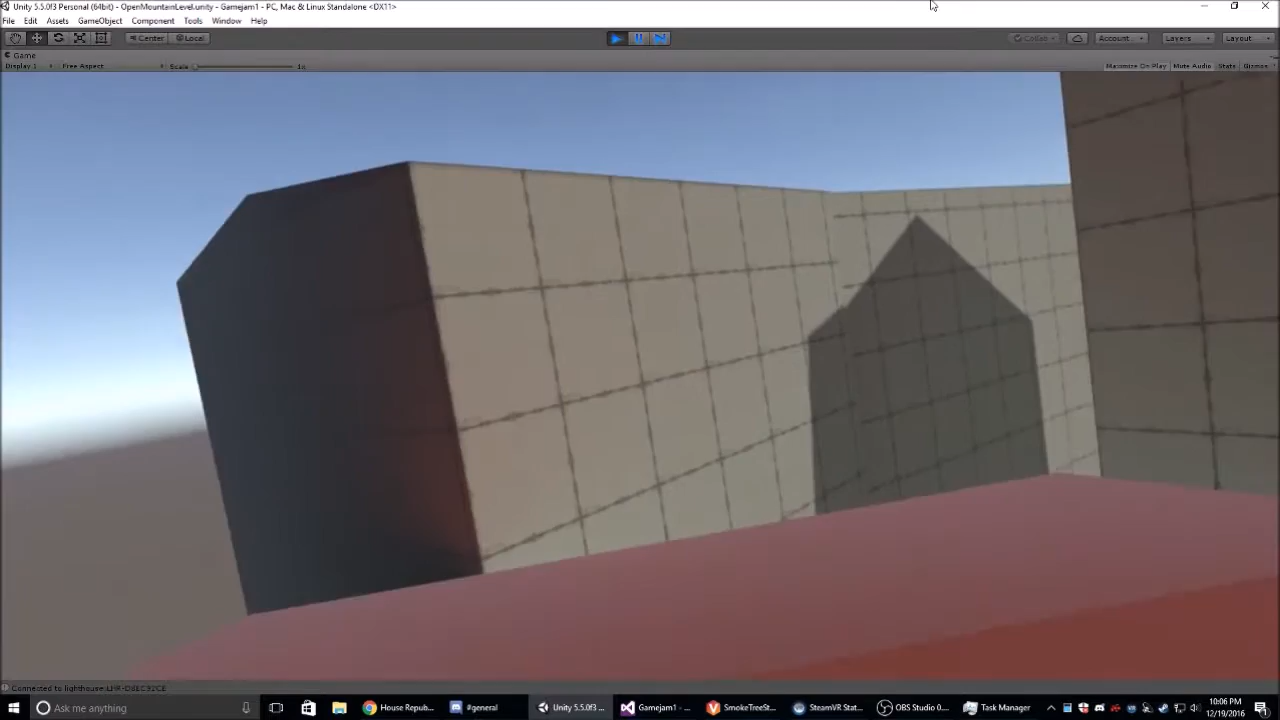 Unity 5.5.0f3 Personal (64bit) - OpenMountainLevel.unity - Gamejam1 - PC, Mac & Linux Standalone <DX11>
File Edit Assets GameObject Component Tools Window Help
Center Local Collab Account Layers Layout
Game
Display 1 Free Aspect Scale 1x Maximize On Play Mute Audio Stats Gizmos
Ask me anything House Repub... #general Unity 5.5.0f3 ... Gamejam1 - ... SmokeTreeSt... SteamVR Stat... OBS Studio 0.... Task Manager 10:06 PM
12/19/2016